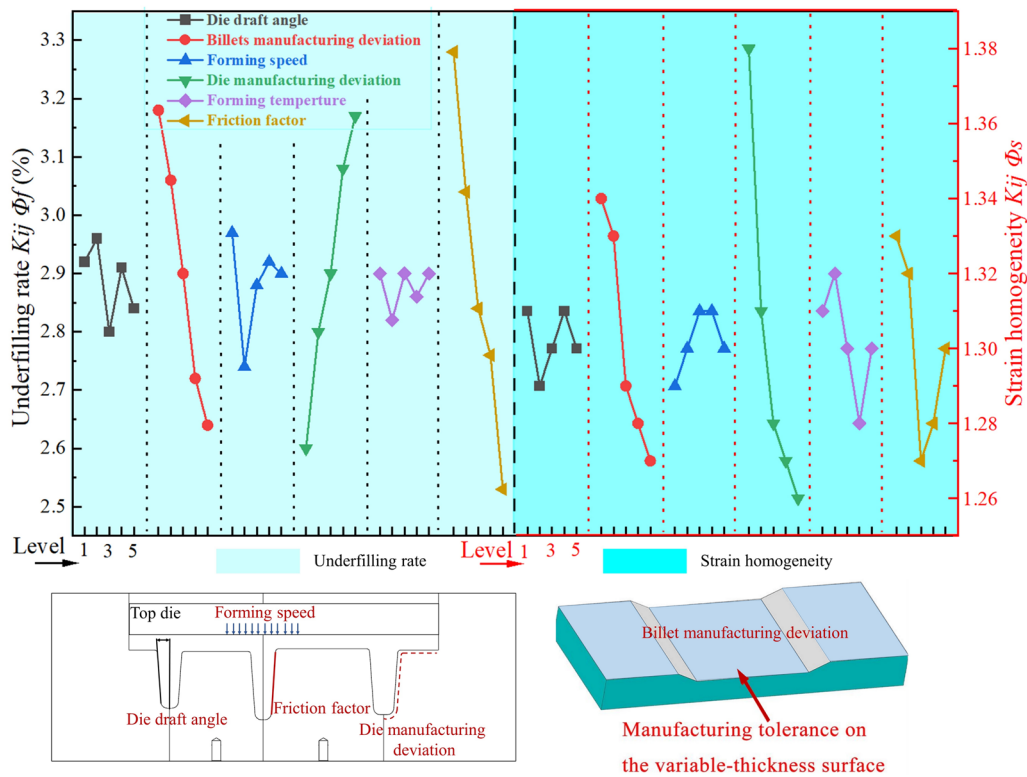 Die draft angle
Billets manufacturing deviation
Forming speed
Die manufacturing deviation
Forming temperture
Friction factor
Underfilling rate Kij Φf (%)
3.3
3.2
3.1
3.0
2.9
2.8
2.7
2.6
2.5
Strain homogeneity Kij Φs
1.38
1.36
1.34
1.32
1.30
1.28
1.26
Level 1 3 5
Level 1 3 5
Underfilling rate
Strain homogeneity
Top die
Forming speed
Die draft angle
Friction factor
Die manufacturing
deviation
Billet manufacturing deviation
Manufacturing tolerance on
the variable-thickness surface